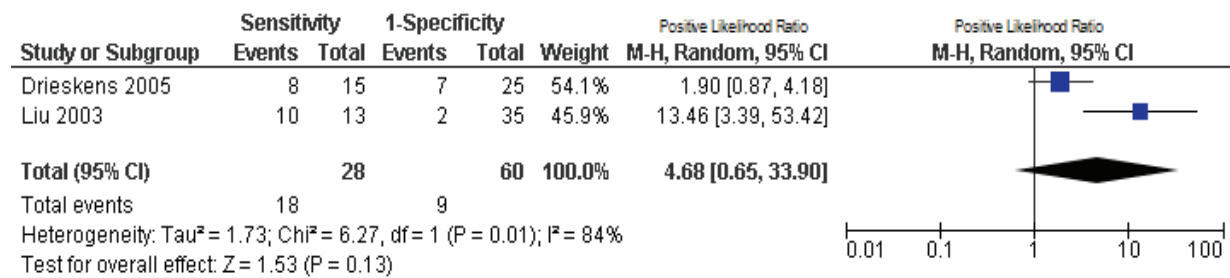 Sensitivity 1-Specificity Positive Likelihood Ratio Positive Likelihood Ratio
Study or Subgroup Events Total Events Total Weight M-H, Random, 95% CI M-H, Random, 95% CI
Drieskens 2005 8 15 7 25 54.1% 1.90 [0.87, 4.18]
Liu 2003 10 13 2 35 45.9% 13.46 [3.39, 53.42]
Total (95% CI) 28 60 100.0% 4.68 [0.65, 33.90]
Total events 18 9
Heterogeneity: Tau² = 1.73; Chi² = 6.27, df = 1 (P = 0.01); I² = 84%
Test for overall effect: Z = 1.53 (P = 0.13)
0.01 0.1 1 10 100